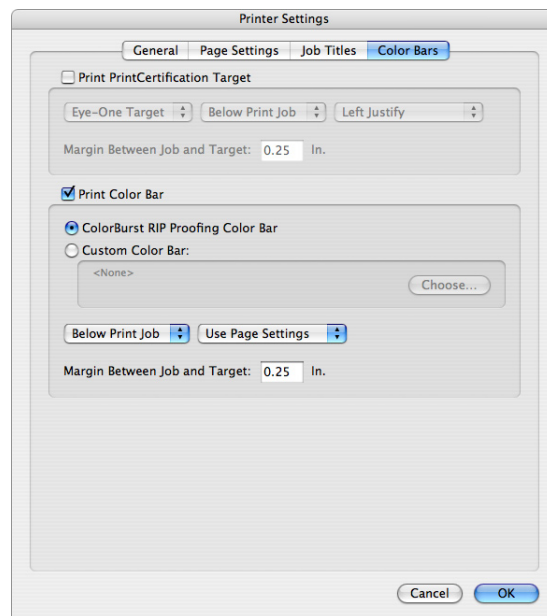 Printer Settings
General Page Settings Job Titles Color Bars
Print PrintCertification Target
Eye-One Target Below Print Job Left Justify
Margin Between Job and Target: 0.25 In.
Print Color Bar
ColorBurst RIP Proofing Color Bar
Custom Color Bar:
<None>
Choose...
Below Print Job Use Page Settings
Margin Between Job and Target: 0.25 In.
Cancel OK